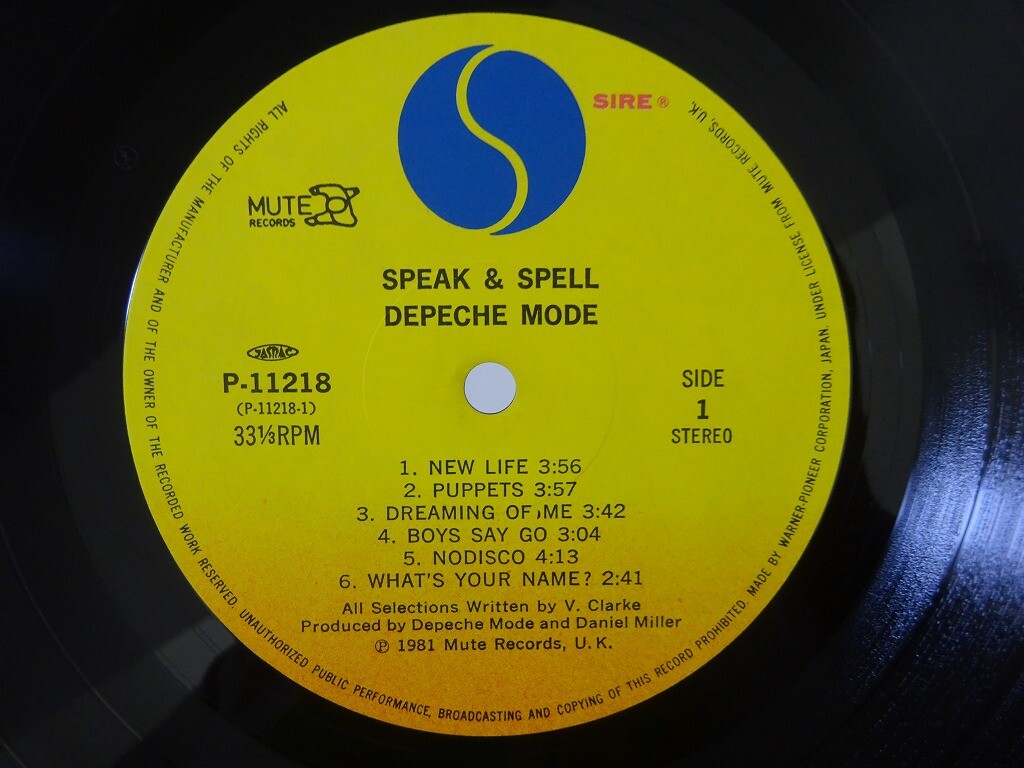 SIRE ®
MUTE
RECORDS
SPEAK & SPELL
DEPECHE MODE
JASRAC
P-11218
(P-11218-1)
33⅓RPM
SIDE
1
STEREO
1. NEW LIFE 3:56
2. PUPPETS 3:57
3. DREAMING OF ME 3:42
4. BOYS SAY GO 3:04
5. NODISCO 4:13
6. WHAT'S YOUR NAME? 2:41
All Selections Written by V. Clarke
Produced by Depeche Mode and Daniel Miller
℗ 1981 Mute Records, U.K.
ALL RIGHTS OF THE MANUFACTURER AND OF THE OWNER OF THE RECORDED WORK RESERVED. UNAUTHORIZED PUBLIC PERFORMANCE, BROADCASTING AND COPYING OF THIS RECORD PROHIBITED. MADE BY WARNER-PIONEER CORPORATION, JAPAN. UNDER LICENSE FROM MUTE RECORDS, U.K.